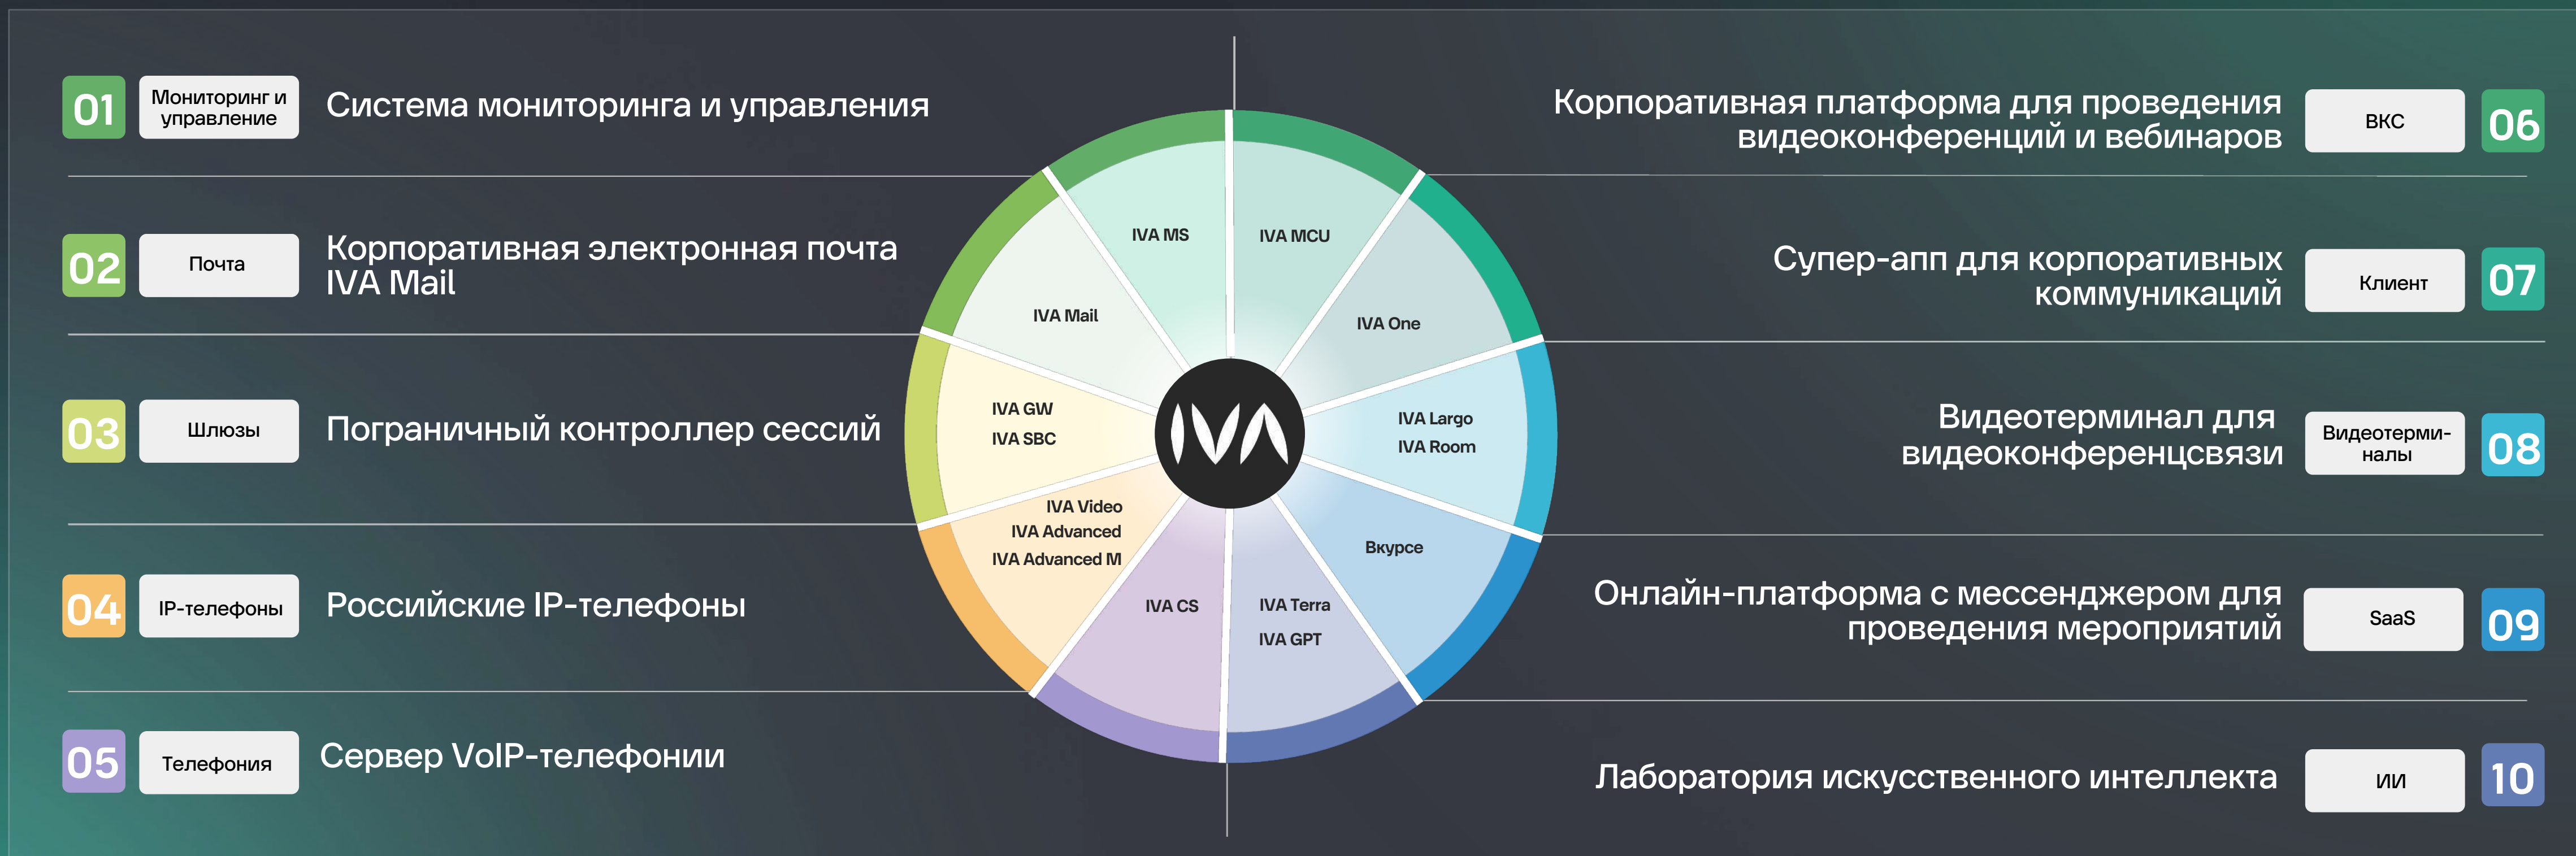 01
Мониторинг и
управление
Система мониторинга и управления
02
Почта
Корпоративная электронная почта
IVA Mail
03
Шлюзы
Пограничный контроллер сессий
04
IP-телефоны
Российские IP-телефоны
05
Телефония
Сервер VoIP-телефонии
IVA MS
IVA MCU
IVA Mail
IVA One
IVA GW
IVA SBC
IVA
IVA Largo
IVA Room
IVA Video
IVA Advanced
IVA Advanced M
Вкурсе
IVA CS
IVA Terra
IVA GPT
Корпоративная платформа для проведения
видеоконференций и вебинаров
ВКС
06
Супер-апп для корпоративных
коммуникаций
Клиент
07
Видеотерминал для
видеоконференцсвязи
Видеотерми-
налы
08
Онлайн-платформа с мессенджером для
проведения мероприятий
SaaS
09
Лаборатория искусственного интеллекта
ИИ
10